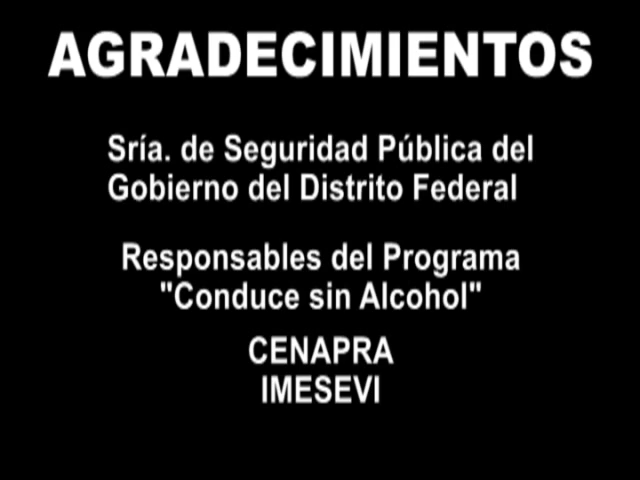 AGRADECIMIENTOS
Sría. de Seguridad Pública del
Gobierno del Distrito Federal
Responsables del Programa
"Conduce sin Alcohol"
CENAPRA
IMESEVI